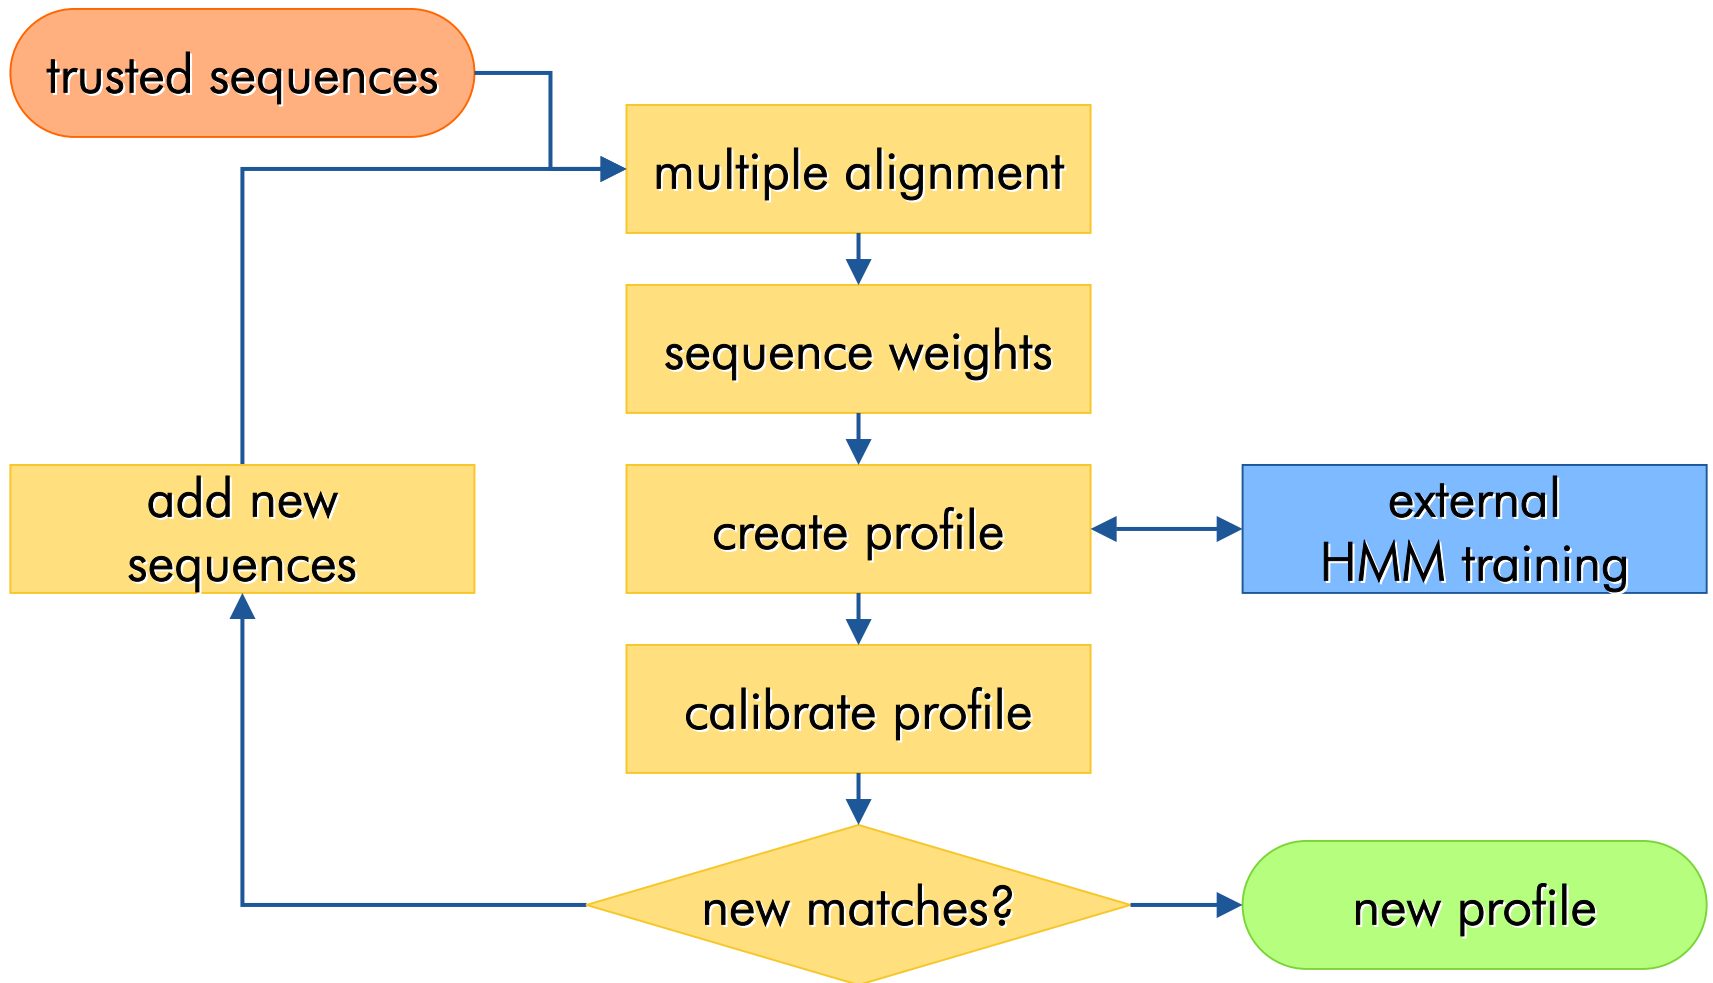 trusted sequences
multiple alignment
sequence weights
add new
sequences
create profile
external
HMM training
calibrate profile
new matches?
new profile